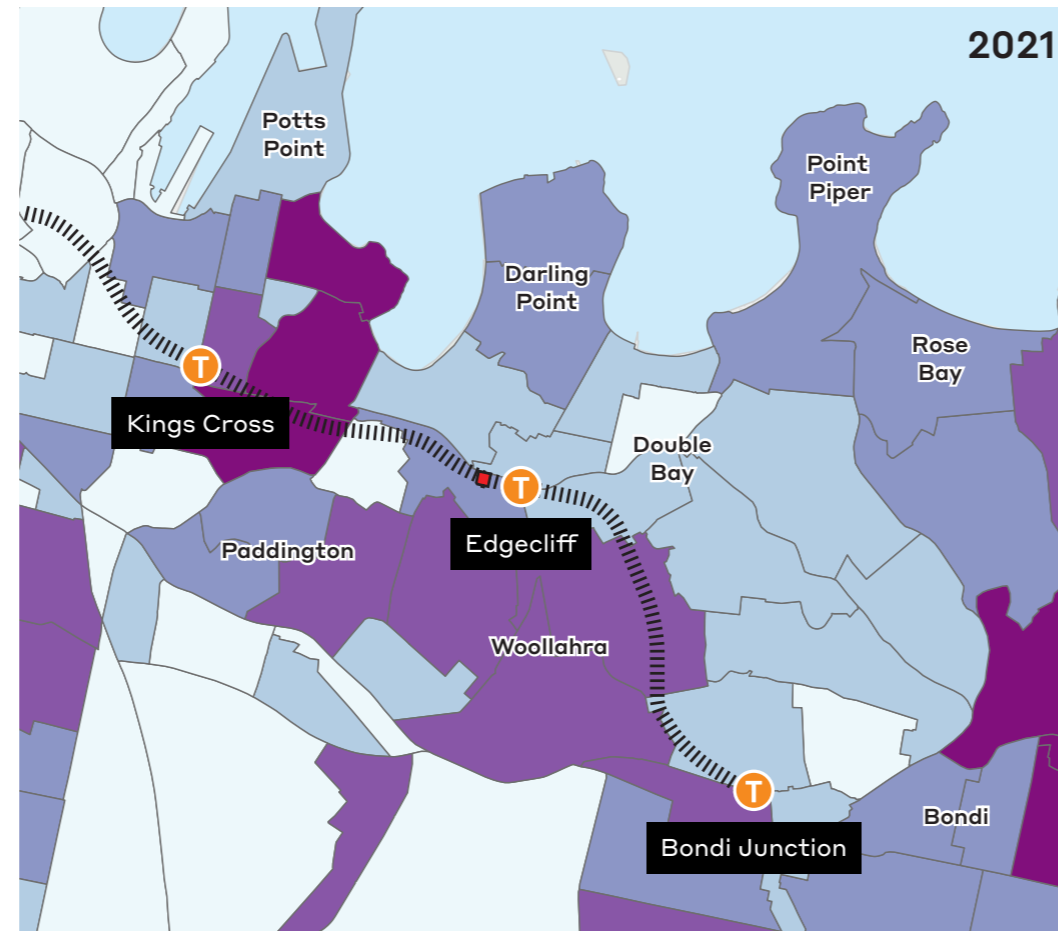 2021
Potts
Point
Point
Piper
Darling
Point
Rose
Bay
T
Kings Cross
Double
Bay
T
Edgecliff
Paddington
Woollahra
T
Bondi
Bondi Junction